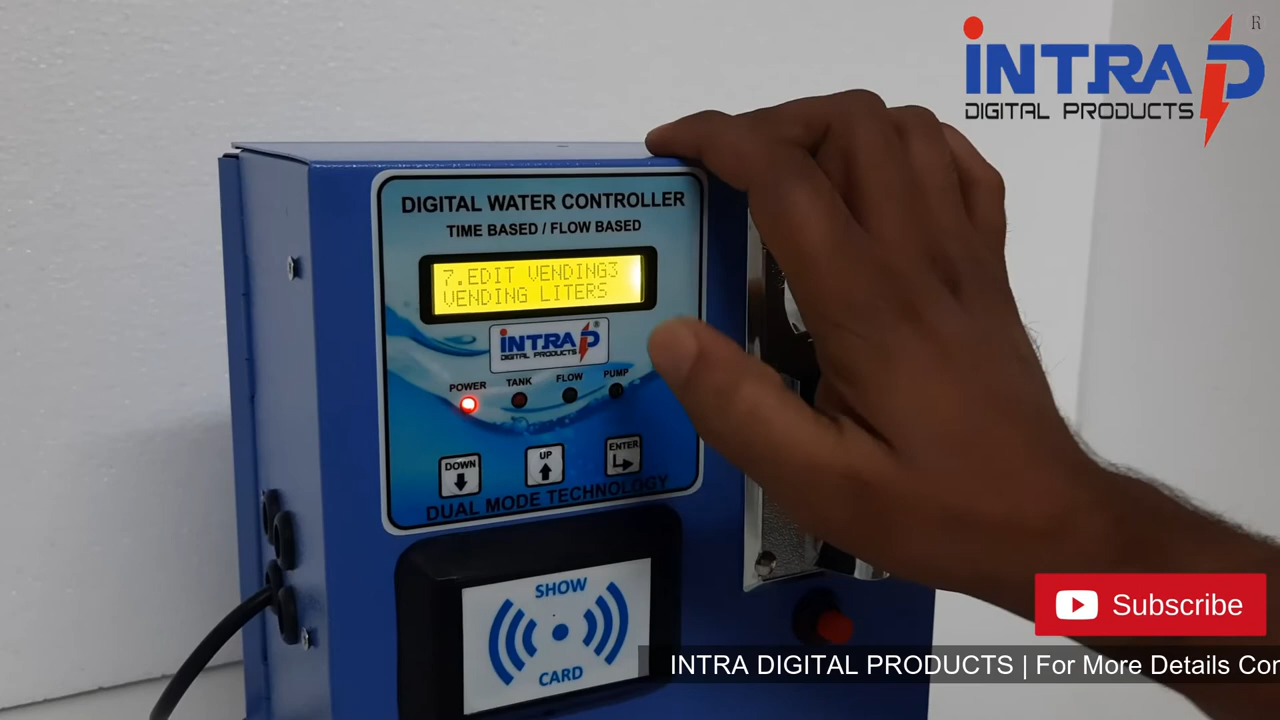 INTRA D
DIGITAL PRODUCTS
R
DIGITAL WATER CONTROLLER
TIME BASED / FLOW BASED
7.EDIT VENDING3
VENDING LITERS
INTRA D
DIGITAL PRODUCTS
POWER TANK FLOW PUMP
DOWN UP ENTER
DUAL MODE TECHNOLOGY
SHOW
CARD
Subscribe
INTRA DIGITAL PRODUCTS | For More Details Cor